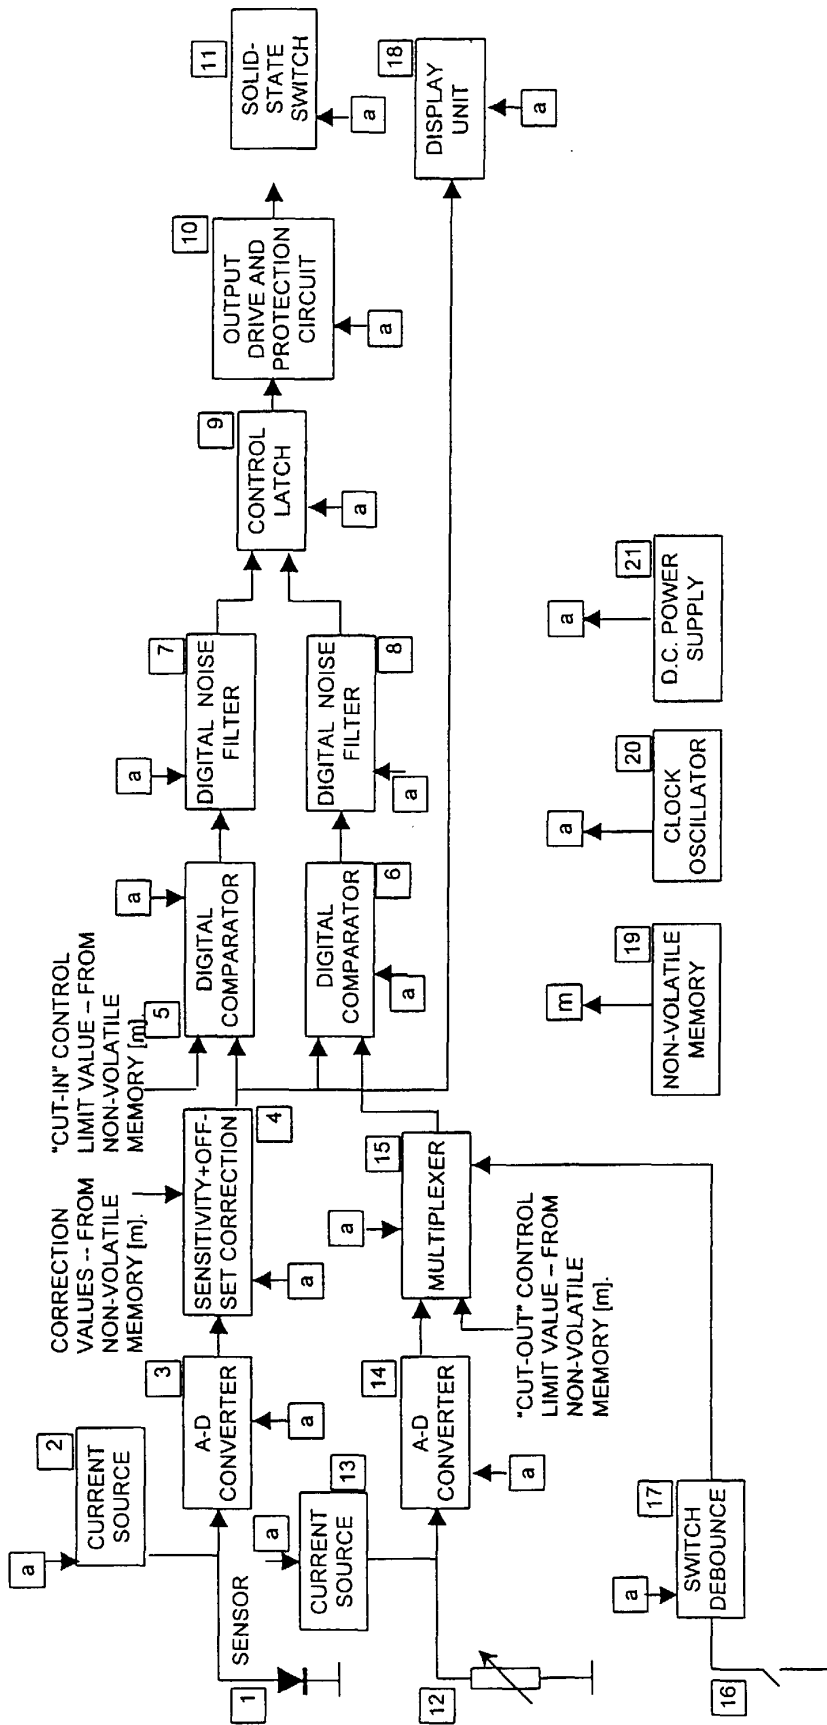 1
SENSOR
a
2
CURRENT
SOURCE
3
A-D
CONVERTER
a
CORRECTION
VALUES -- FROM
NON-VOLATILE
MEMORY [m].
4
SENSITIVITY+OFF-
SET CORRECTION
a
"CUT-IN" CONTROL
LIMIT VALUE – FROM
NON-VOLATILE
MEMORY [m].
5
DIGITAL
COMPARATOR
a
6
DIGITAL
COMPARATOR
a
7
DIGITAL NOISE
FILTER
a
8
DIGITAL NOISE
FILTER
a
9
CONTROL
LATCH
a
10
OUTPUT
DRIVE AND
PROTECTION
CIRCUIT
a
11
SOLID-
STATE
SWITCH
a
12
a
13
CURRENT
SOURCE
14
A-D
CONVERTER
a
15
MULTIPLEXER
a
"CUT-OUT" CONTROL
LIMIT VALUE – FROM
NON-VOLATILE
MEMORY [m].
16
17
SWITCH
DEBOUNCE
a
18
DISPLAY
UNIT
a
m
19
NON-VOLATILE
MEMORY
a
20
CLOCK
OSCILLATOR
a
21
D.C. POWER
SUPPLY